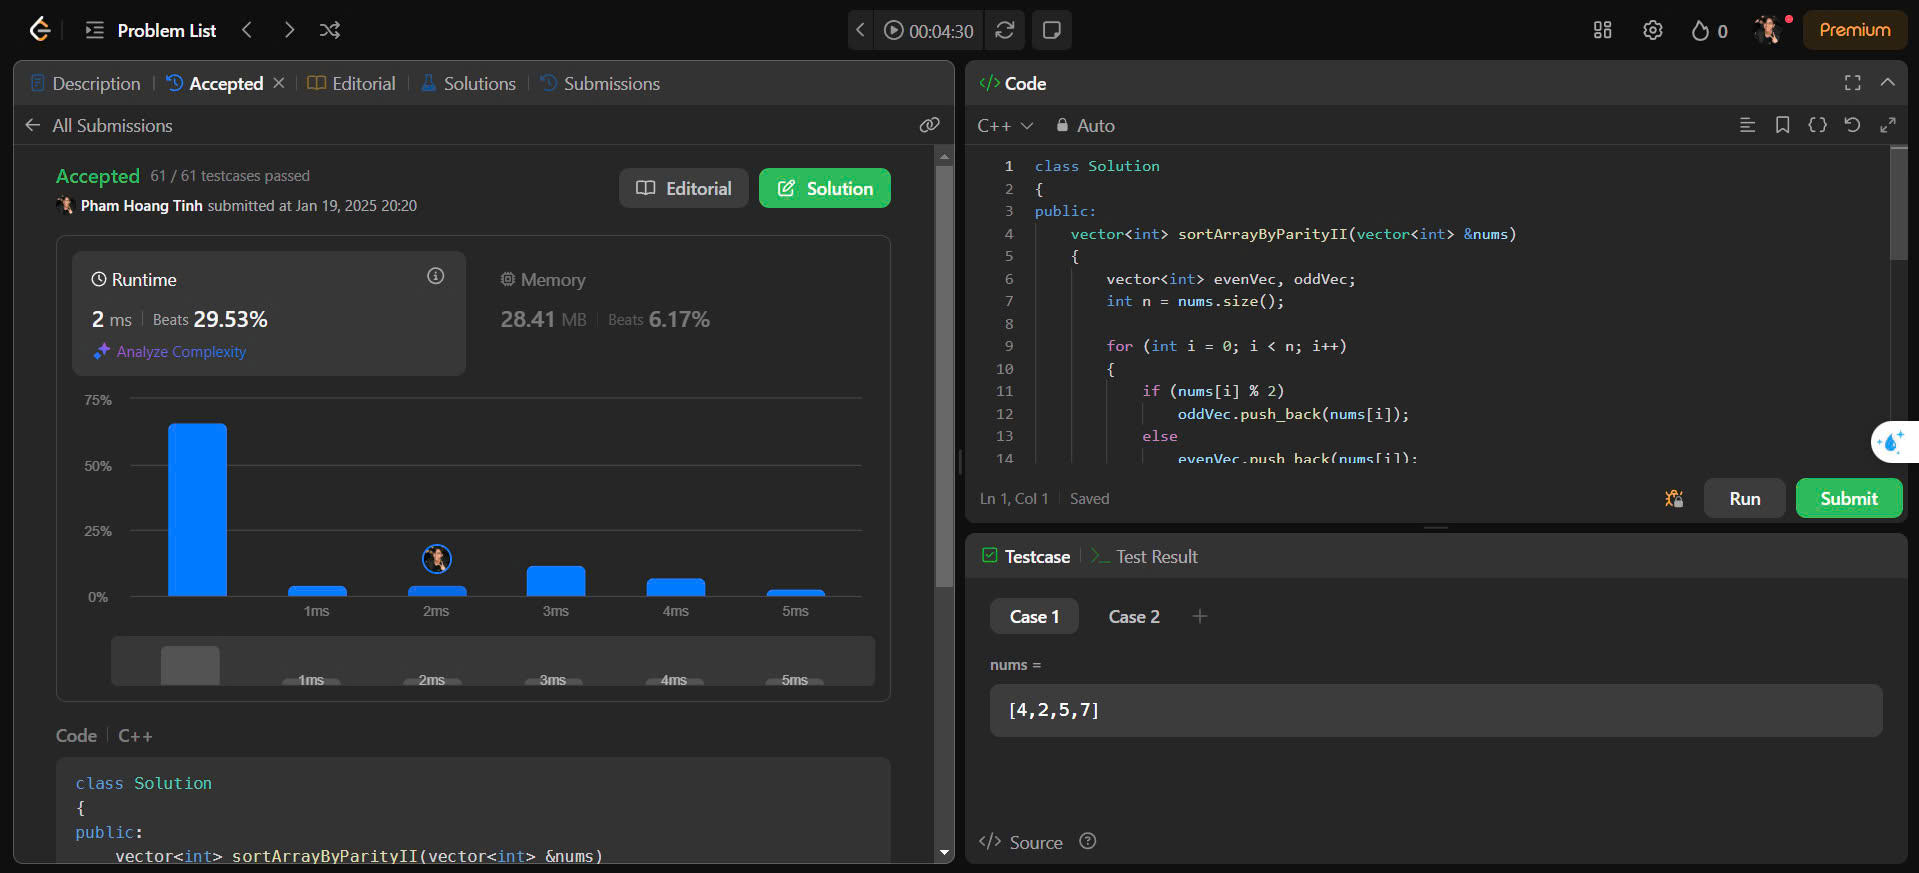 Problem List
00:04:30
0
Premium
Description
Accepted
Editorial
Solutions
Submissions
All Submissions
Accepted 61 / 61 testcases passed
Pham Hoang Tinh submitted at Jan 19, 2025 20:20
Editorial
Solution
Runtime
2 ms Beats 29.53%
Analyze Complexity
Memory
28.41 MB Beats 6.17%
75%
50%
25%
0%
1ms 2ms 3ms 4ms 5ms
1ms 2ms 3ms 4ms 5ms
Code C++
class Solution
{
public:
vector<int> sortArrayByParityII(vector<int> &nums)
</> Code
C++ Auto
1 class Solution
2 {
3 public:
4 vector<int> sortArrayByParityII(vector<int> &nums)
5 {
6 vector<int> evenVec, oddVec;
7 int n = nums.size();
8
9 for (int i = 0; i < n; i++)
10 {
11 if (nums[i] % 2)
12 oddVec.push_back(nums[i]);
13 else
14 evenVec.push_back(nums[i]);
Ln 1, Col 1 Saved
Run
Submit
Testcase
Test Result
Case 1
Case 2
nums =
[4,2,5,7]
</> Source